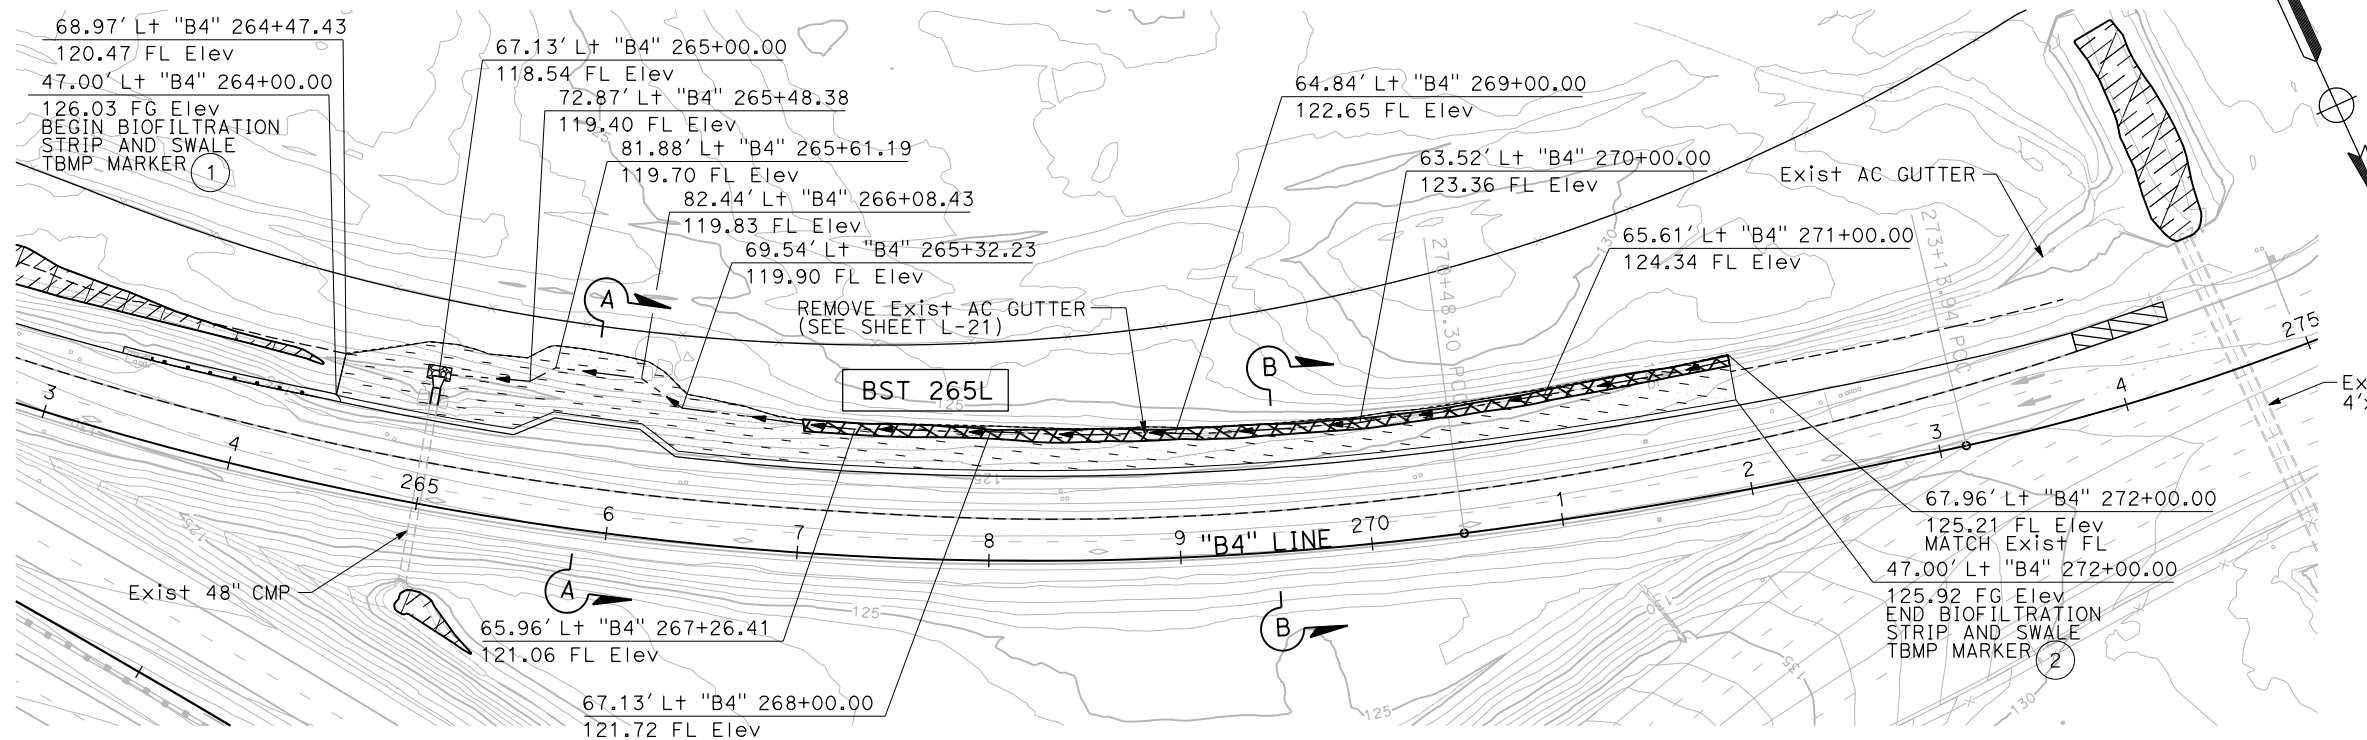 68.97' Lt "B4" 264+47.43
120.47 FL Elev
47.00' Lt "B4" 264+00.00
126.03 FG Elev
BEGIN BIOFILTRATION
STRIP AND SWALE
TBMP MARKER 1
67.13' Lt "B4" 265+00.00
118.54 FL Elev
72.87' Lt "B4" 265+48.38
119.40 FL Elev
81.88' Lt "B4" 265+61.19
119.70 FL Elev
82.44' Lt "B4" 266+08.43
119.83 FL Elev
69.54' Lt "B4" 265+32.23
119.90 FL Elev
REMOVE Exist AC GUTTER
(SEE SHEET L-21)
64.84' Lt "B4" 269+00.00
122.65 FL Elev
63.52' Lt "B4" 270+00.00
123.36 FL Elev
65.61' Lt "B4" 271+00.00
124.34 FL Elev
Exist AC GUTTER
270+48.30
273+13.94
130
125
A
B
BST 265L
125
125
3
4
265
6
7
8
9
"B4" LINE
270
1
2
3
4
275
Ex
67.96' Lt "B4" 272+00.00
125.21 FL Elev
MATCH Exist FL
47.00' Lt "B4" 272+00.00
125.92 FG Elev
END BIOFILTRATION
STRIP AND SWALE
TBMP MARKER 2
125
Exist 48" CMP
A
B
125
65.96' Lt "B4" 267+26.41
121.06 FL Elev
67.13' Lt "B4" 268+00.00
121.72 FL Elev
125
130
135
130